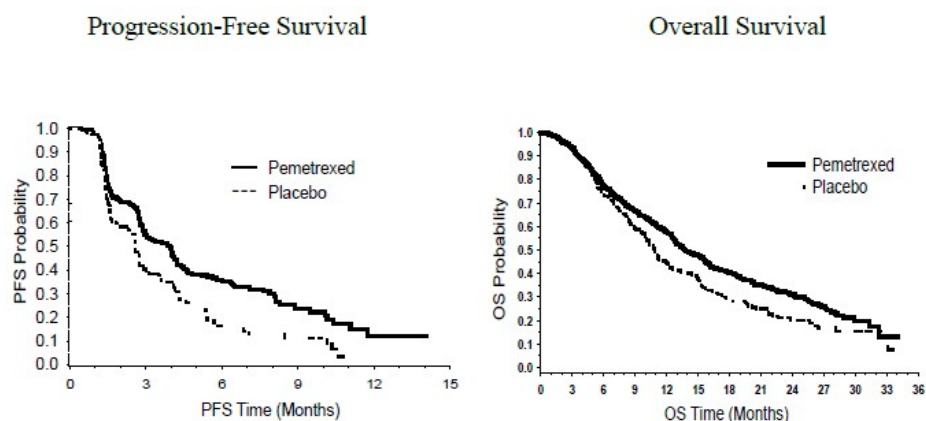 Progression-Free Survival
Overall Survival
1.0
0.9
0.8
0.7
0.6
0.5
0.4
0.3
0.2
0.1
0.0
PFS Probability
Pemetrexed
Placebo
0 3 6 9 12 15
PFS Time (Months)
1.0
0.9
0.8
0.7
0.6
0.5
0.4
0.3
0.2
0.1
0.0
OS Probability
Pemetrexed
Placebo
0 3 6 9 12 15 18 21 24 27 30 33 36
OS Time (Months)